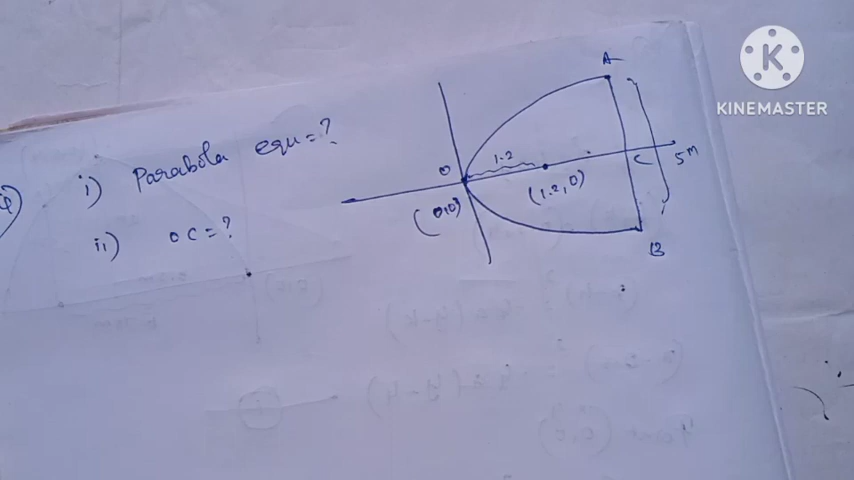 i) Parabola equ=?
ii) OC=?
A
O
1.2
(0,0)
(1.2, 0)
C
5m
B
KINEMASTER